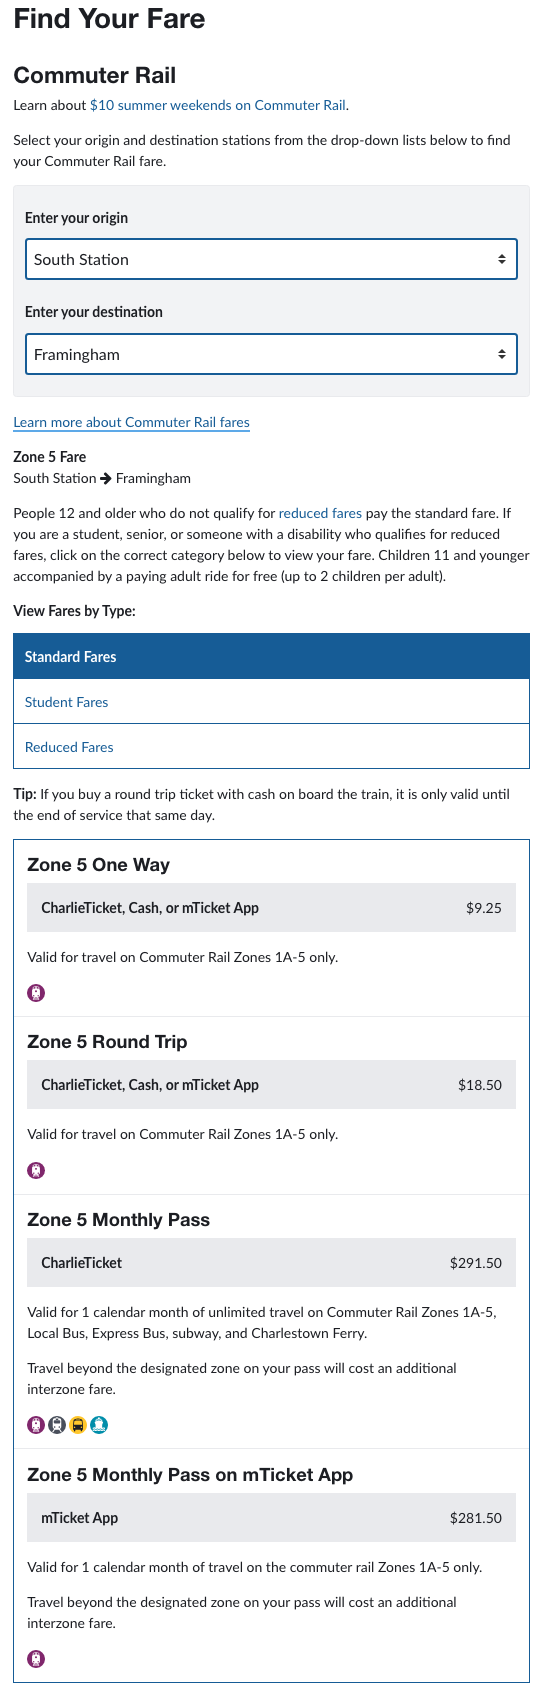 Find Your Fare
Commuter Rail
Learn about $10 summer weekends on Commuter Rail.
Select your origin and destination stations from the drop-down lists below to find
your Commuter Rail fare.
Enter your origin
South Station
Enter your destination
Framingham
Learn more about Commuter Rail fares
Zone 5 Fare
South Station → Framingham
People 12 and older who do not qualify for reduced fares pay the standard fare. If
you are a student, senior, or someone with a disability who qualifies for reduced
fares, click on the correct category below to view your fare. Children 11 and younger
accompanied by a paying adult ride for free (up to 2 children per adult).
View Fares by Type:
Standard Fares
Student Fares
Reduced Fares
Tip: If you buy a round trip ticket with cash on board the train, it is only valid until
the end of service that same day.
Zone 5 One Way
CharlieTicket, Cash, or mTicket App $9.25
Valid for travel on Commuter Rail Zones 1A-5 only.
Zone 5 Round Trip
CharlieTicket, Cash, or mTicket App $18.50
Valid for travel on Commuter Rail Zones 1A-5 only.
Zone 5 Monthly Pass
CharlieTicket $291.50
Valid for 1 calendar month of unlimited travel on Commuter Rail Zones 1A-5,
Local Bus, Express Bus, subway, and Charlestown Ferry.
Travel beyond the designated zone on your pass will cost an additional
interzone fare.
Zone 5 Monthly Pass on mTicket App
mTicket App $281.50
Valid for 1 calendar month of travel on the commuter rail Zones 1A-5 only.
Travel beyond the designated zone on your pass will cost an additional
interzone fare.